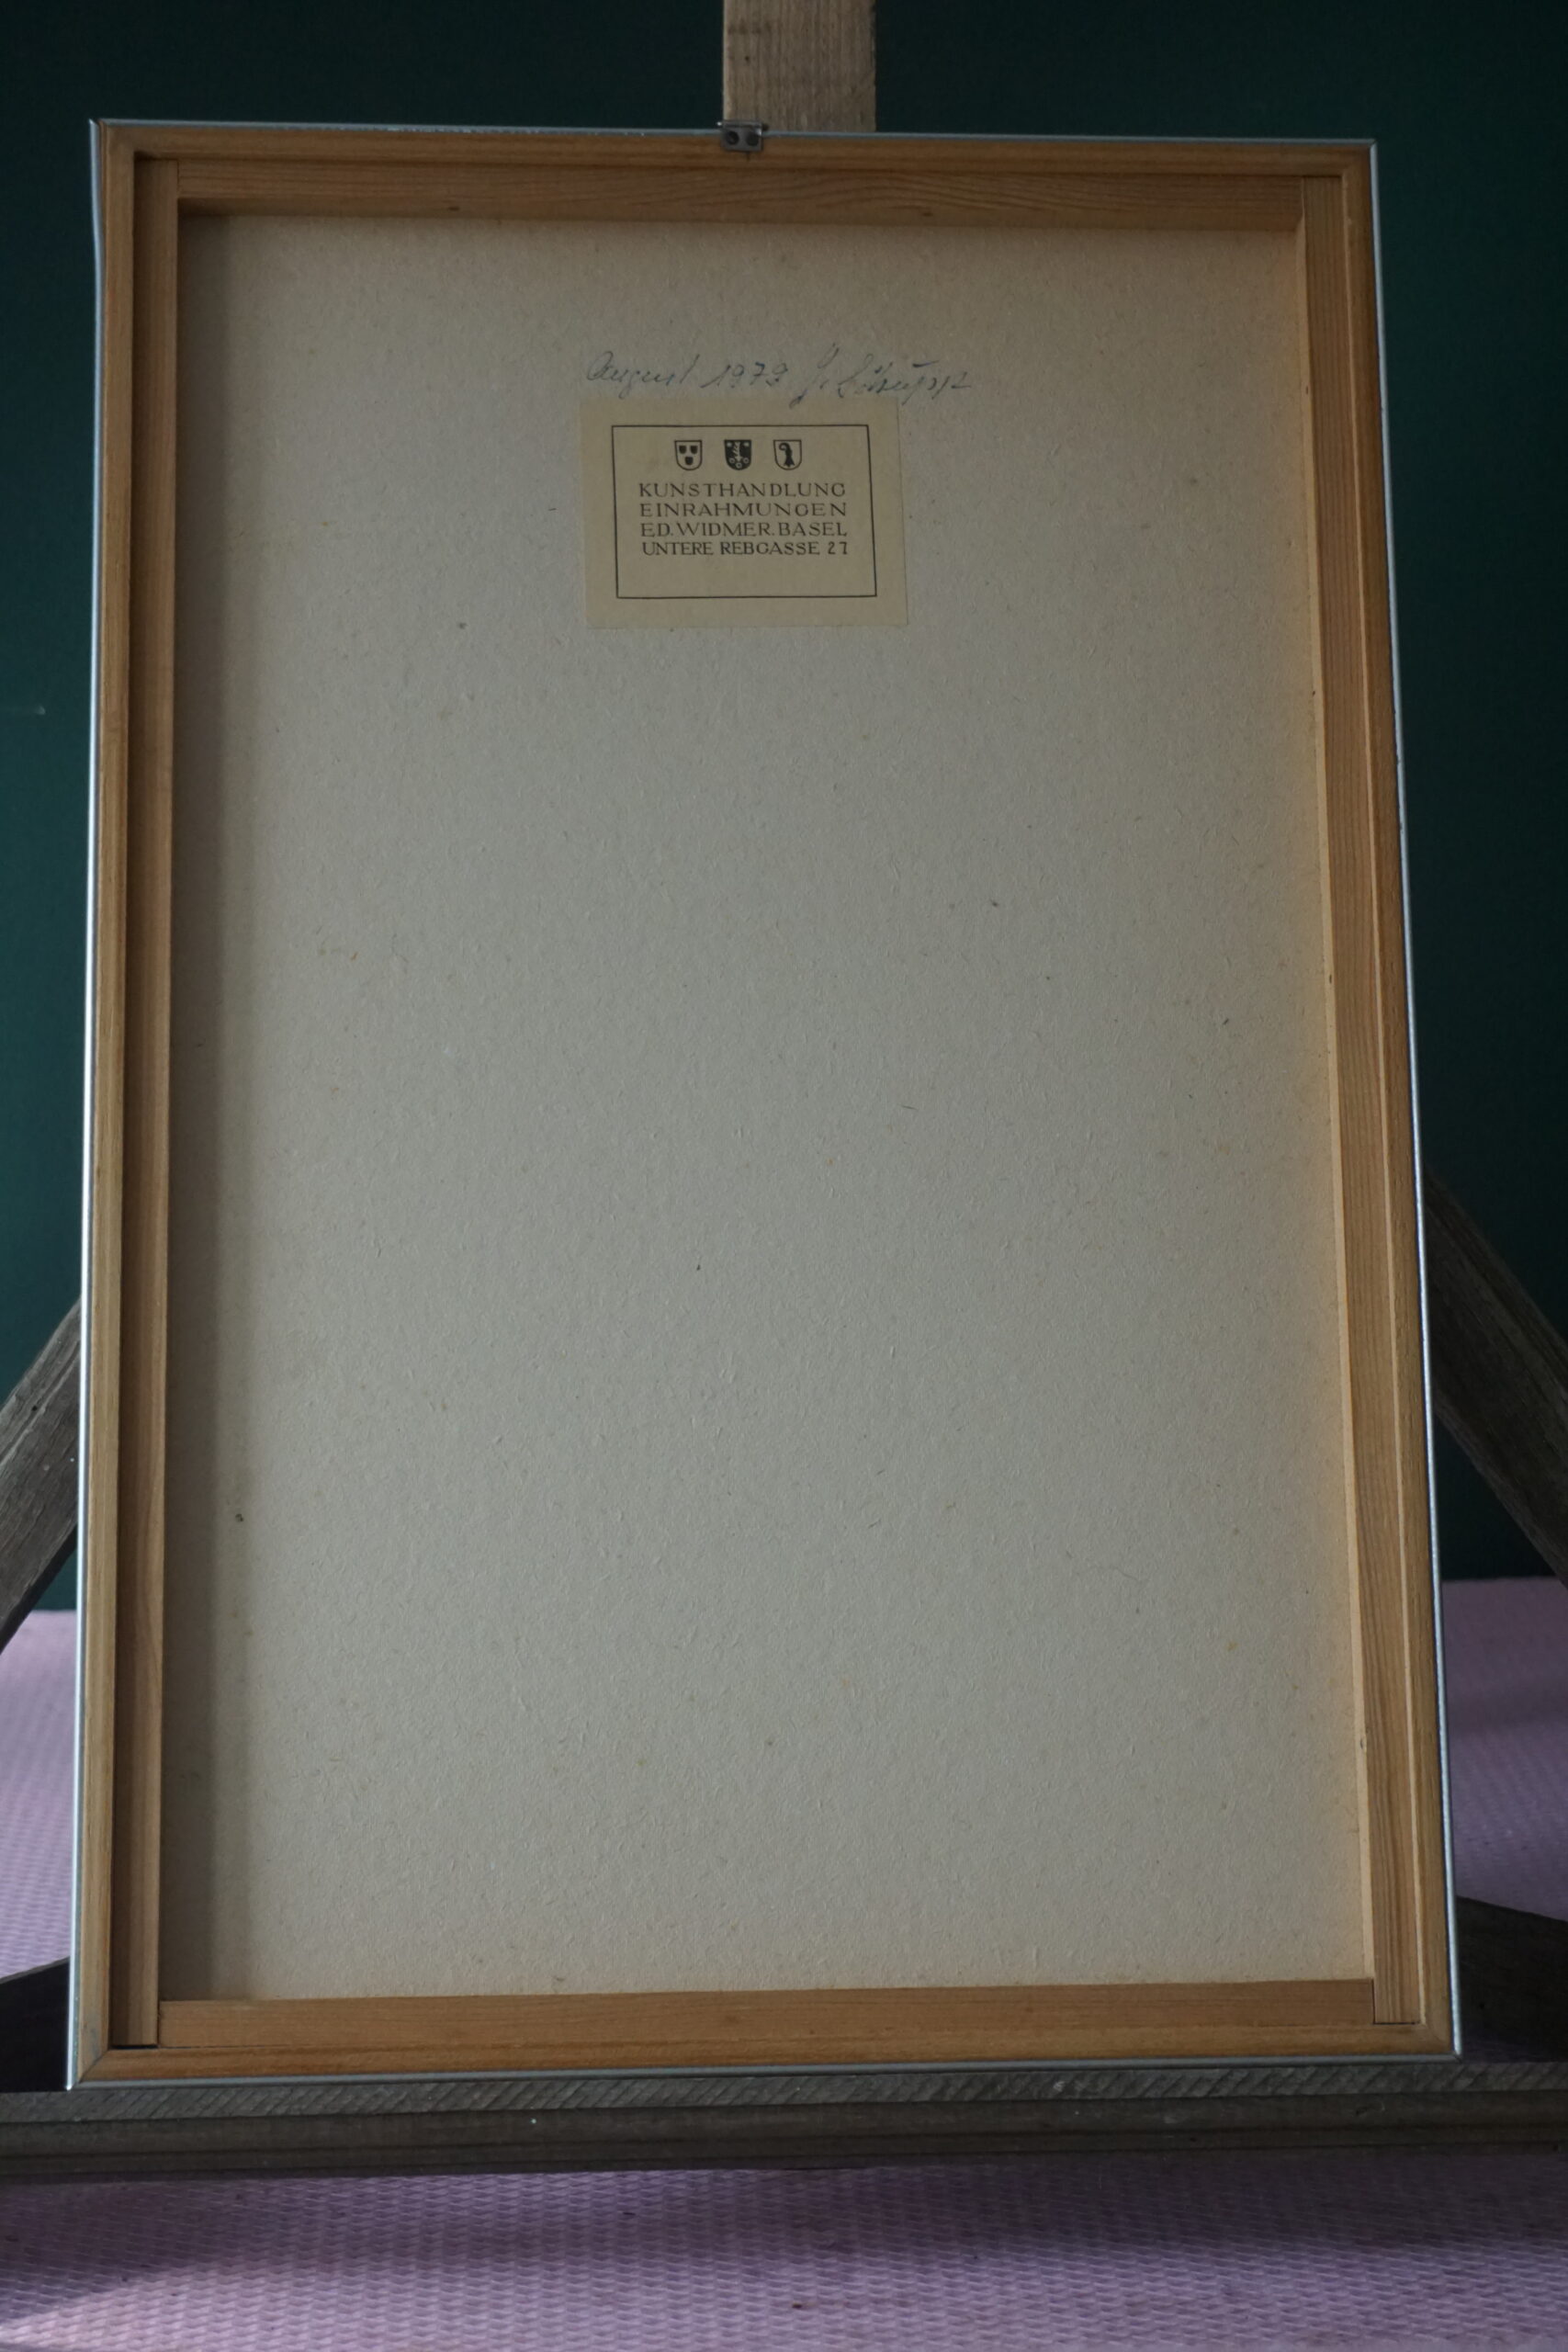 August 1979
KUNSTHANDLUNG
EINRAHMUNGEN
ED. WIDMER. BASEL
UNTERE REBGASSE 27